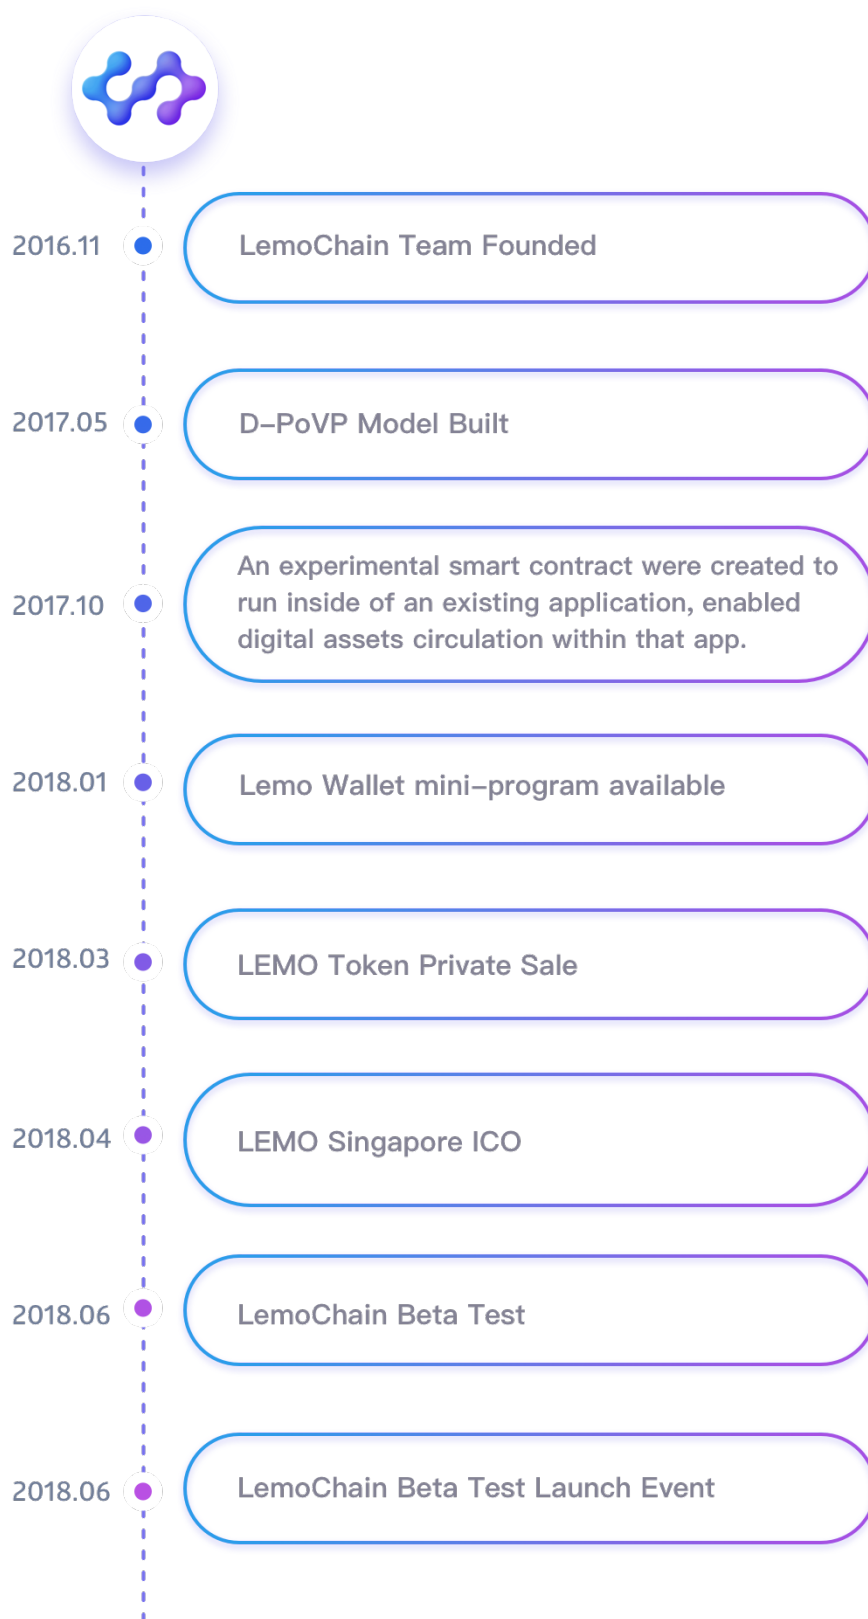 2016.11
LemoChain Team Founded
2017.05
D–PoVP Model Built
2017.10
An experimental smart contract were created to
run inside of an existing application, enabled
digital assets circulation within that app.
2018.01
Lemo Wallet mini–program available
2018.03
LEMO Token Private Sale
2018.04
LEMO Singapore ICO
2018.06
LemoChain Beta Test
2018.06
LemoChain Beta Test Launch Event